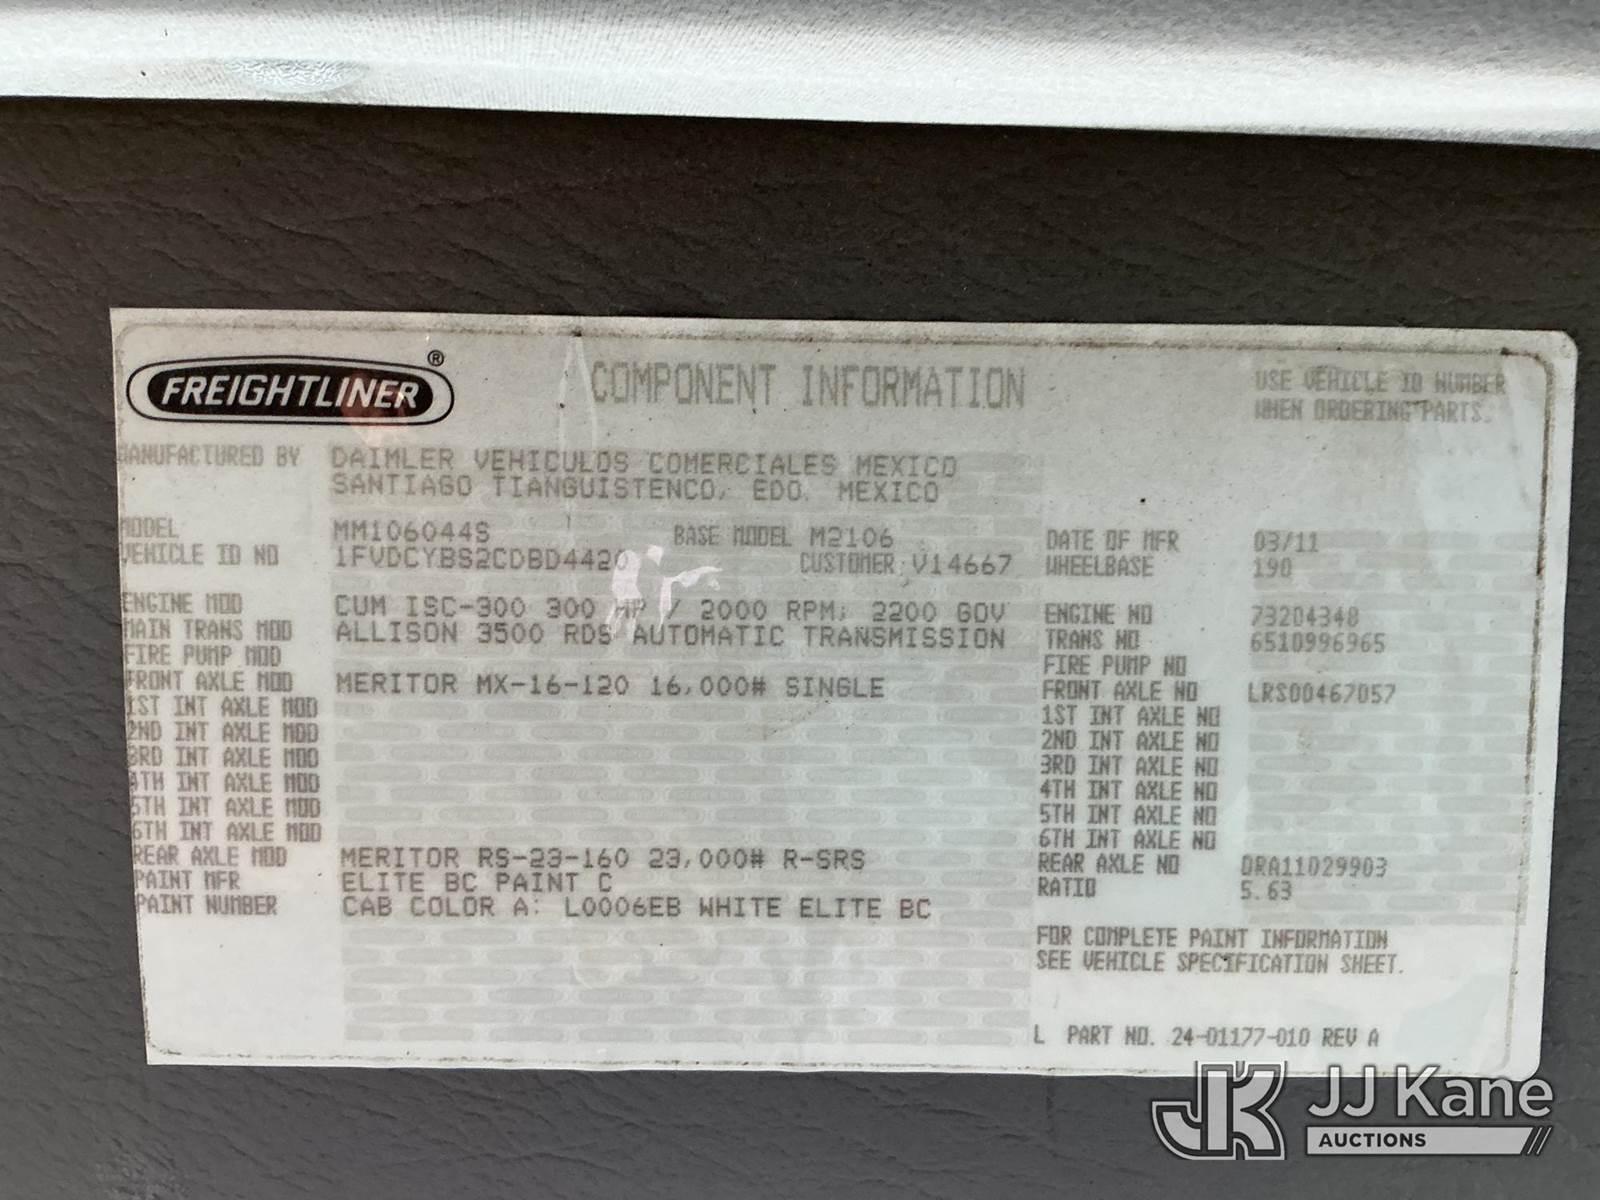 FREIGHTLINER ®
COMPONENT INFORMATION
USE VEHICLE ID NUMBER
WHEN ORDERING PARTS.
MANUFACTURED BY DAIMLER VEHICULOS COMERCIALES MEXICO
SANTIAGO TIANGUISTENCO, EDO. MEXICO
MODEL MM106044S BASE MODEL M2106 DATE OF MFR 03/11
VEHICLE ID NO 1FVDCYBS2CDBD4420 CUSTOMER V14667 WHEELBASE 190
ENGINE MOD CUM ISC-300 300 HP / 2000 RPM; 2200 GOV ENGINE NO 73204348
MAIN TRANS MOD ALLISON 3500 RDS AUTOMATIC TRANSMISSION TRANS NO 6510996965
FIRE PUMP MOD FIRE PUMP NO
FRONT AXLE MOD MERITOR MX-16-120 16,000# SINGLE FRONT AXLE NO LRS00467057
1ST INT AXLE MOD 1ST INT AXLE NO
2ND INT AXLE MOD 2ND INT AXLE NO
3RD INT AXLE MOD 3RD INT AXLE NO
4TH INT AXLE MOD 4TH INT AXLE NO
5TH INT AXLE MOD 5TH INT AXLE NO
6TH INT AXLE MOD 6TH INT AXLE NO
REAR AXLE MOD MERITOR RS-23-160 23,000# R-SRS REAR AXLE NO DRA11029903
PAINT MFR ELITE BC PAINT C RATIO 5.63
PAINT NUMBER CAB COLOR A: L0006EB WHITE ELITE BC
FOR COMPLETE PAINT INFORMATION
SEE VEHICLE SPECIFICATION SHEET.
L PART NO. 24-01177-010 REV A
JK JJ Kane
AUCTIONS